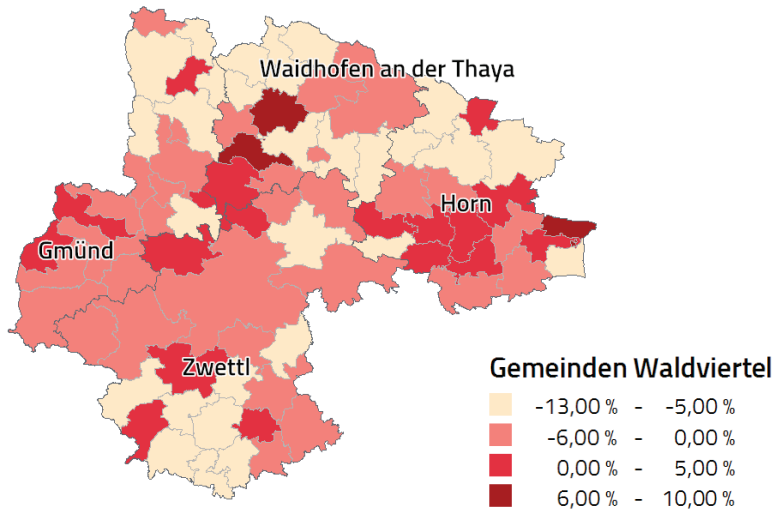 Waidhofen an der Thaya
Horn
Gmünd
Zwettl
Gemeinden Waldviertel
-13,00 % - -5,00 %
-6,00 % - 0,00 %
0,00 % - 5,00 %
6,00 % - 10,00 %